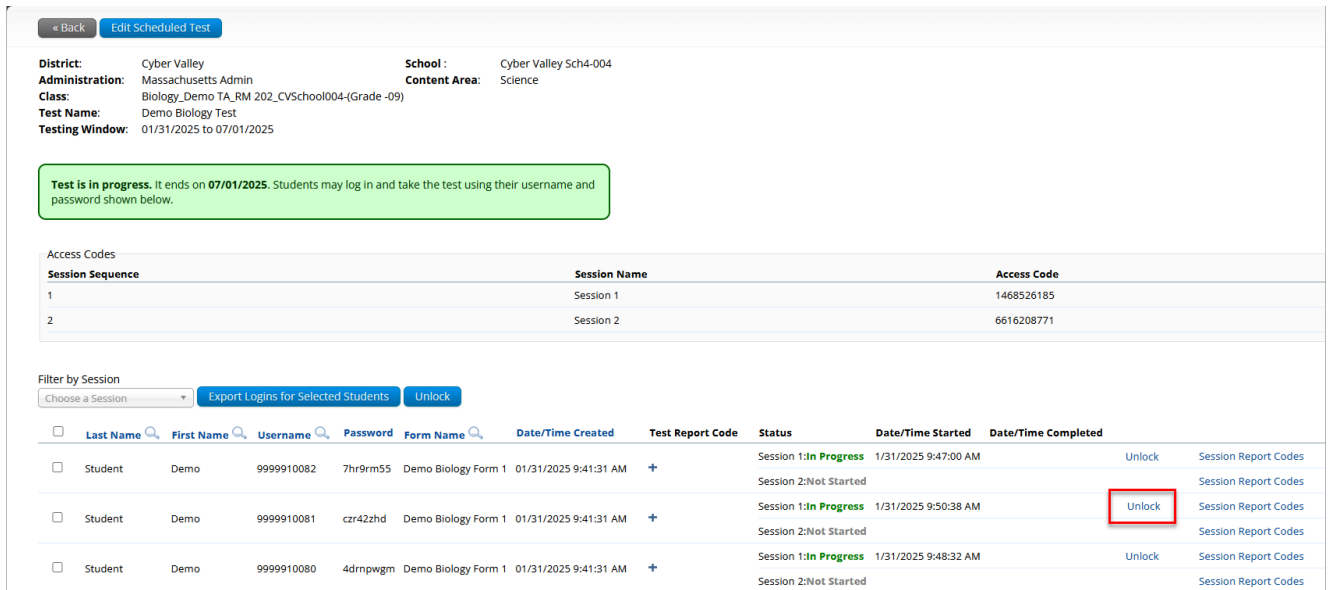 « Back Edit Scheduled Test
District: Cyber Valley School : Cyber Valley Sch4-004
Administration: Massachusetts Admin Content Area: Science
Class: Biology_Demo TA_RM 202_CVSchool004-(Grade -09)
Test Name: Demo Biology Test
Testing Window: 01/31/2025 to 07/01/2025
Test is in progress. It ends on 07/01/2025. Students may log in and take the test using their username and
password shown below.
Access Codes
Session Sequence Session Name Access Code
1 Session 1 1468526185
2 Session 2 6616208771
Filter by Session
Choose a Session Export Logins for Selected Students Unlock
Last Name First Name Username Password Form Name Date/Time Created Test Report Code Status Date/Time Started Date/Time Completed
Session 1:In Progress 1/31/2025 9:47:00 AM Unlock Session Report Codes
Student Demo 9999910082 7hr9rm55 Demo Biology Form 1 01/31/2025 9:41:31 AM +
Session 2:Not Started Session Report Codes
Session 1:In Progress 1/31/2025 9:50:38 AM Unlock Session Report Codes
Student Demo 9999910081 czr42zhd Demo Biology Form 1 01/31/2025 9:41:31 AM +
Session 2:Not Started Session Report Codes
Session 1:In Progress 1/31/2025 9:48:32 AM Unlock Session Report Codes
Student Demo 9999910080 4drnpwgm Demo Biology Form 1 01/31/2025 9:41:31 AM +
Session 2:Not Started Session Report Codes